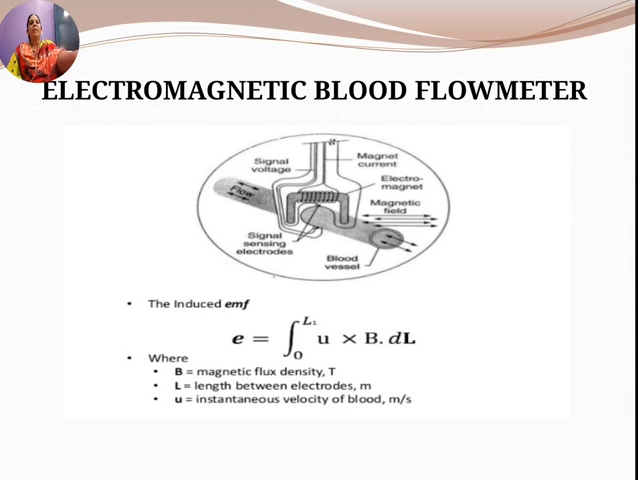 ELECTROMAGNETIC BLOOD FLOWMETER
Signal
voltage
Magnet
current
Electro-
magnet
Flow
Magnetic
field
Signal
sensing
electrodes
Blood
vessel
• The Induced emf
e = ∫₀^L₁ u × B. dL
• Where
• B = magnetic flux density, T
• L = length between electrodes, m
• u = instantaneous velocity of blood, m/s